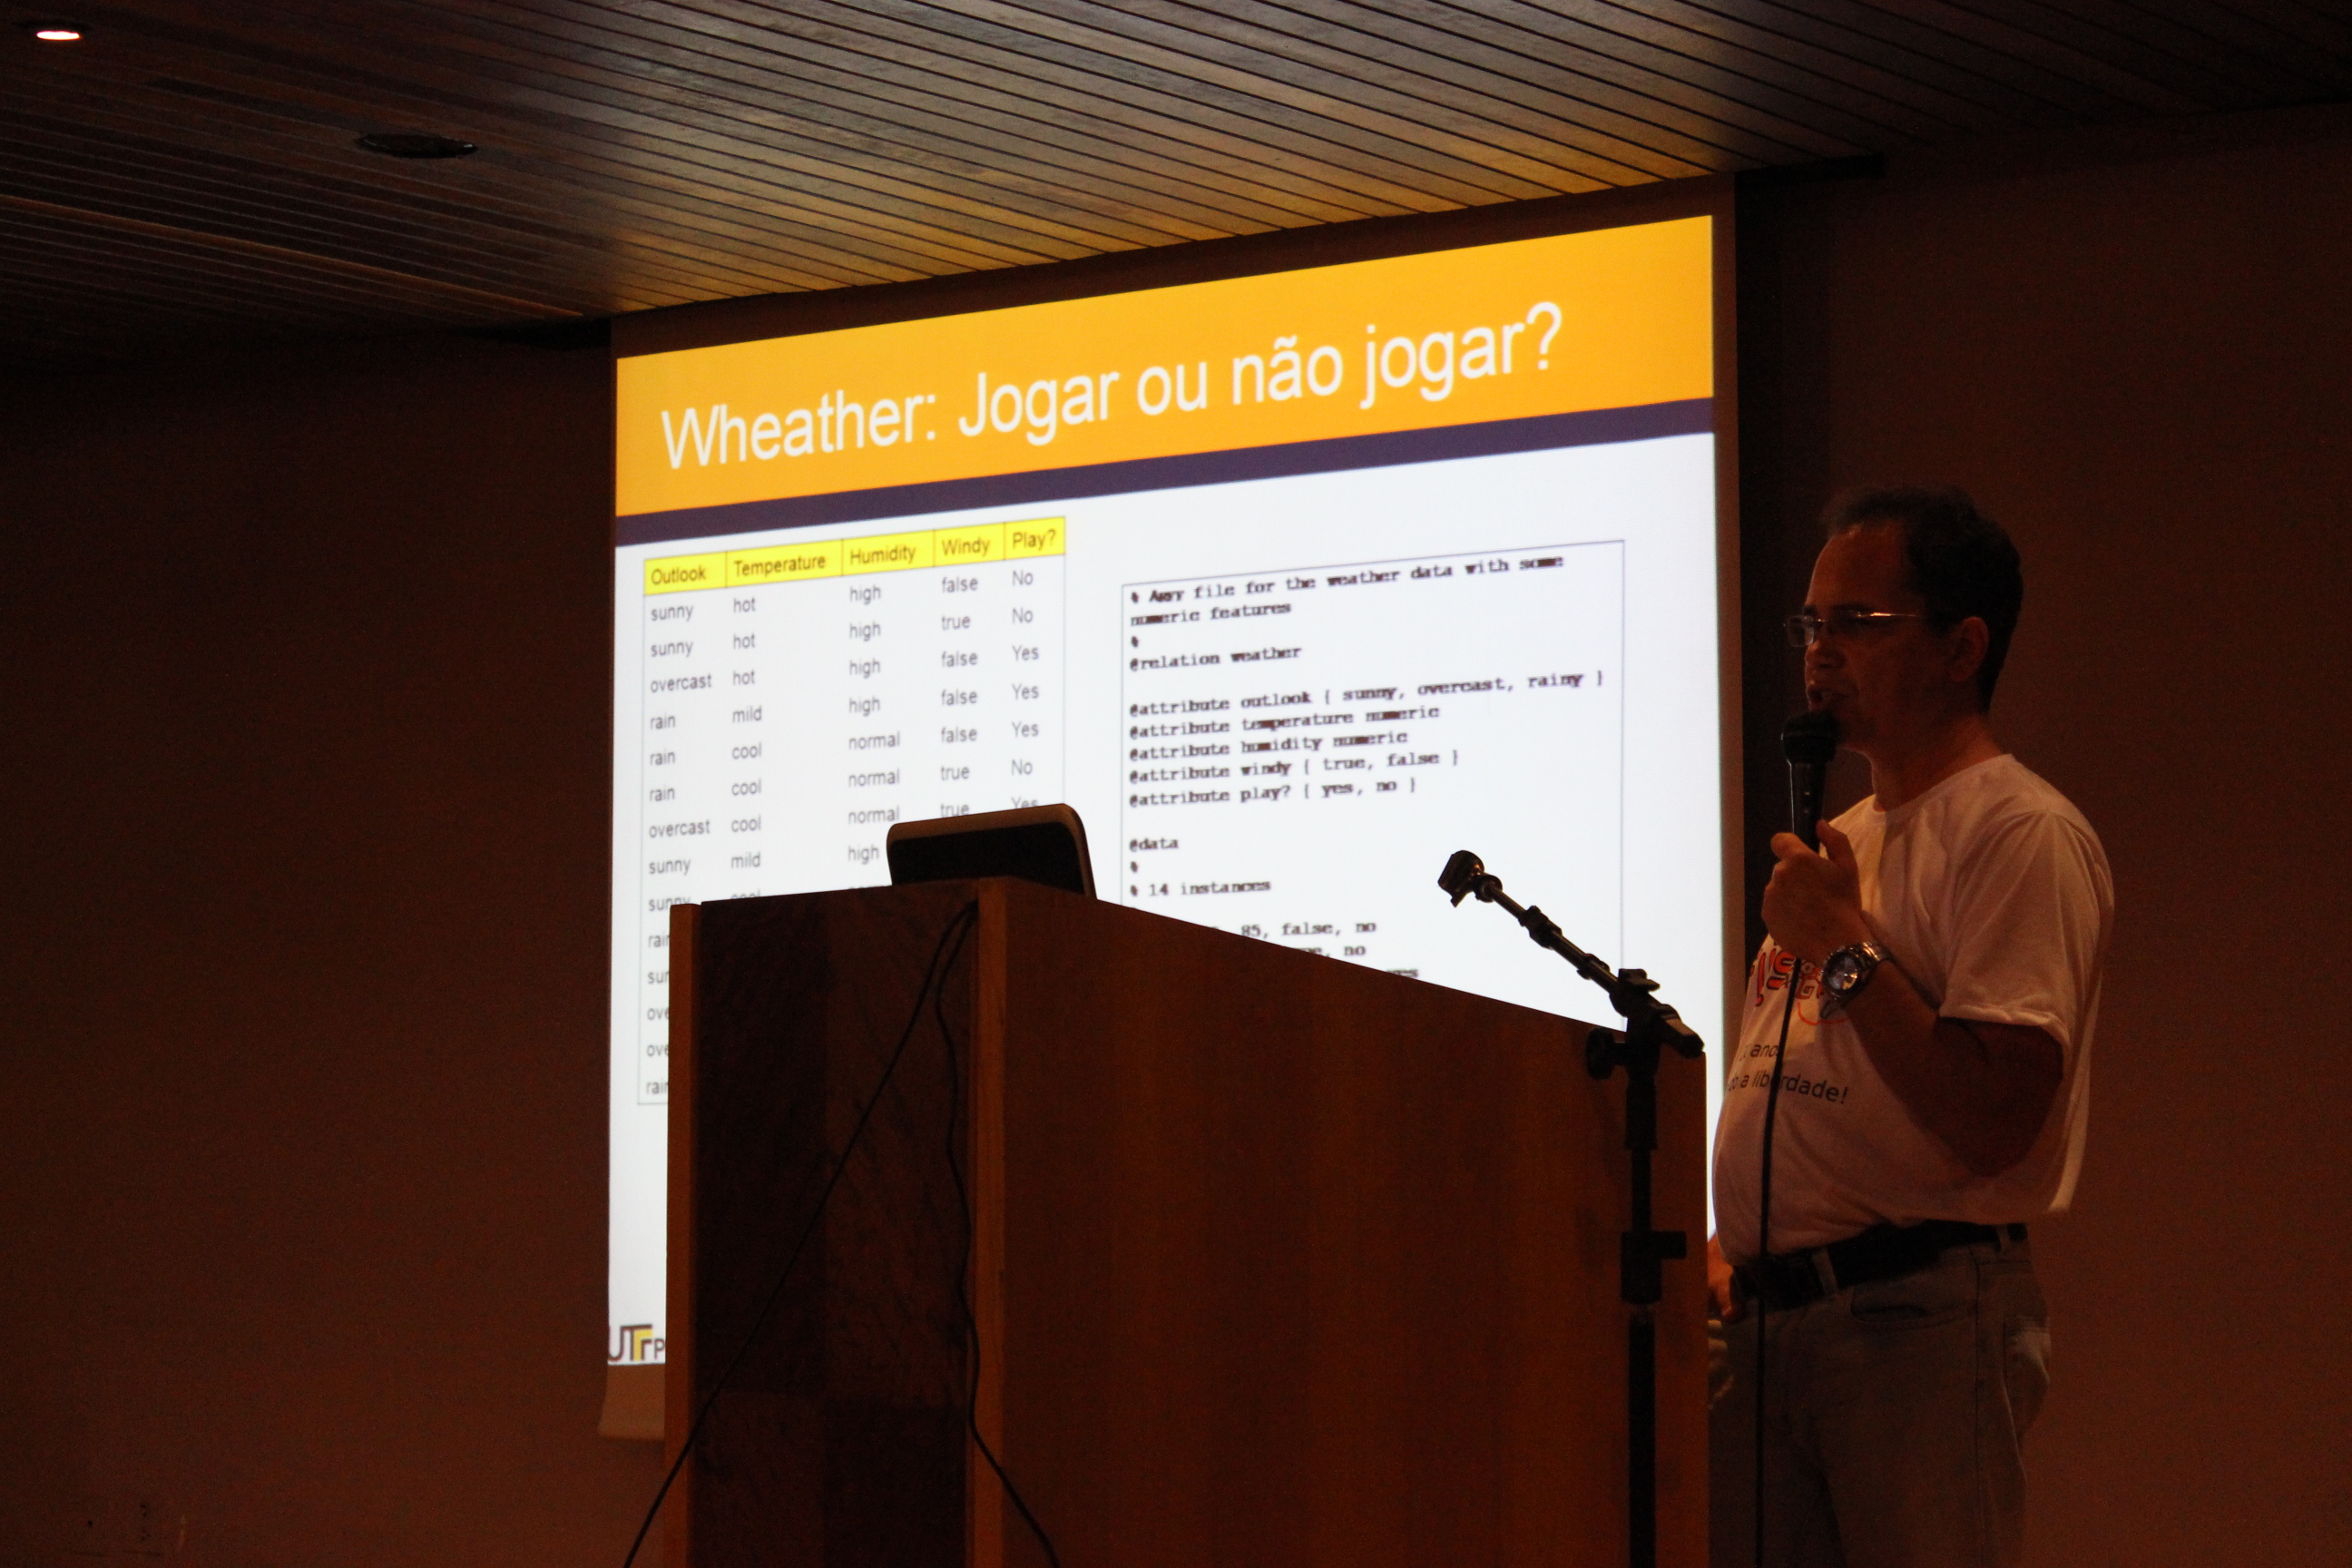 Wheather: Jogar ou não jogar?
Outlook Temperature Humidity Windy Play?
sunny hot high false No
sunny hot high true No
overcast hot high false Yes
rain mild high false Yes
rain cool normal false Yes
rain cool normal true No
overcast cool normal true Yes
sunny mild high
sunny cool
% ARFF file for the weather data with some
numeric features
%
@relation weather
@attribute outlook { sunny, overcast, rainy }
@attribute temperature numeric
@attribute humidity numeric
@attribute windy { true, false }
@attribute play? { yes, no }
@data
%
% 14 instances
85, false, no
no
a liberdade!